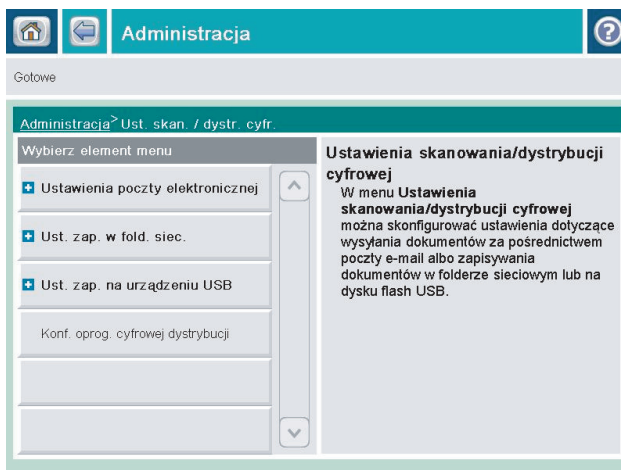 Administracja
Gotowe
Administracja>Ust. skan. / dystr. cyfr.
Wybierz element menu
Ustawienia poczty elektronicznej
Ust. zap. w fold. siec.
Ust. zap. na urządzeniu USB
Konf. oprog. cyfrowej dystrybucji
Ustawienia skanowania/dystrybucji
cyfrowej
W menu Ustawienia
skanowania/dystrybucji cyfrowej
można skonfigurować ustawienia dotyczące
wysyłania dokumentów za pośrednictwem
poczty e-mail albo zapisywania
dokumentów w folderze sieciowym lub na
dysku flash USB.